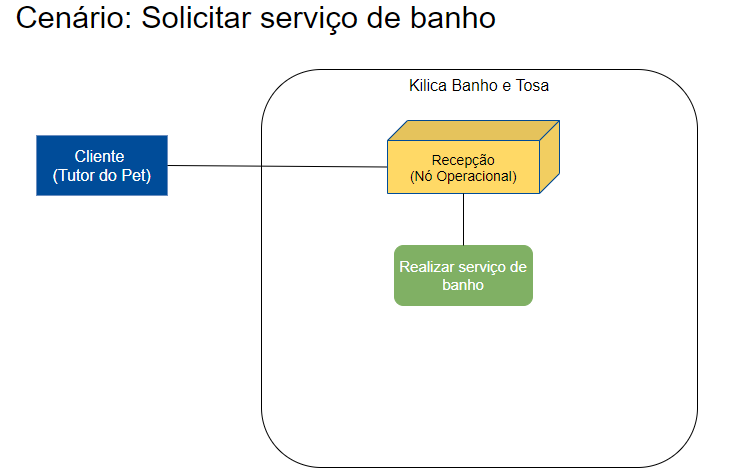 Cenário: Solicitar serviço de banho
Kilica Banho e Tosa
Cliente
(Tutor do Pet)
Recepção
(Nó Operacional)
Realizar serviço de
banho